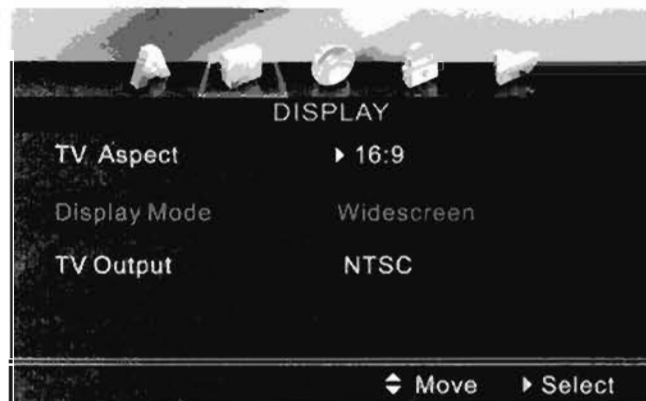 DISPLAY
TV Aspect 16:9
Display Mode Widescreen
TV Output NTSC
Move Select